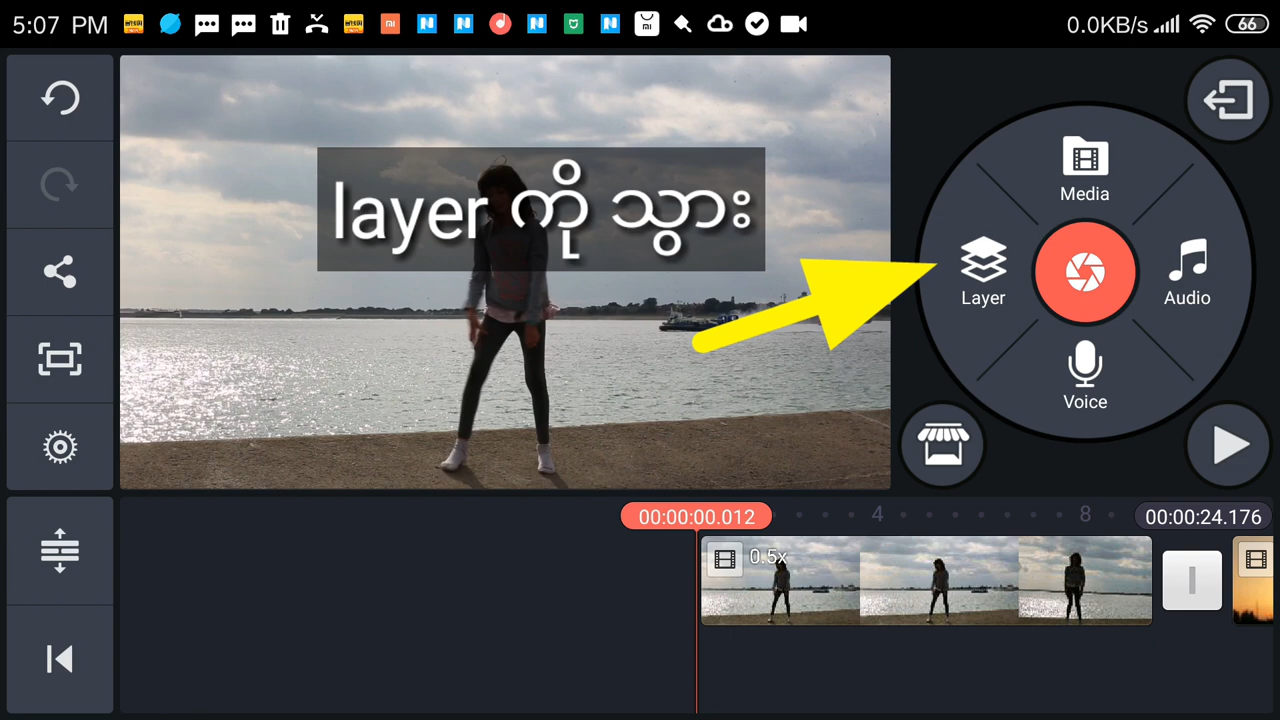 5:07 PM
0.0KB/s
66
layer ကို သွား
Media
Layer
Audio
Voice
00:00:00.012
4
8
00:00:24.176
0.5x